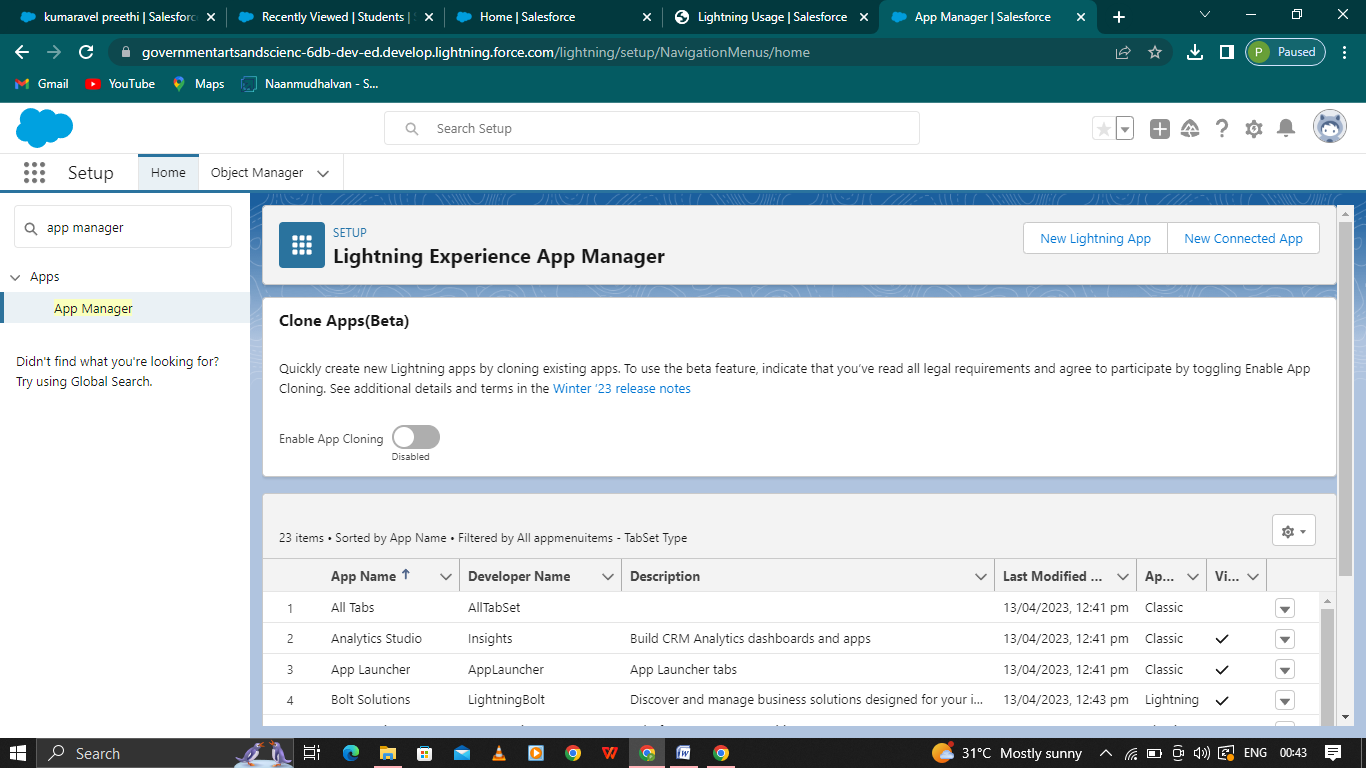 kumaravel preethi | Salesforc
Recently Viewed | Students |
Home | Salesforce
Lightning Usage | Salesforce
App Manager | Salesforce
governmentartsandscienc-6db-dev-ed.develop.lightning.force.com/lightning/setup/NavigationMenus/home
P Paused
Gmail YouTube Maps Naanmudhalvan - S...
Search Setup
Setup Home Object Manager
app manager
Apps
App Manager
Didn't find what you're looking for?
Try using Global Search.
SETUP
Lightning Experience App Manager
New Lightning App New Connected App
Clone Apps(Beta)
Quickly create new Lightning apps by cloning existing apps. To use the beta feature, indicate that you've read all legal requirements and agree to participate by toggling Enable App
Cloning. See additional details and terms in the Winter '23 release notes
Enable App Cloning
Disabled
23 items • Sorted by App Name • Filtered by All appmenuitems - TabSet Type
App Name Developer Name Description Last Modified ... Ap... Vi...
1 All Tabs AllTabSet 13/04/2023, 12:41 pm Classic
2 Analytics Studio Insights Build CRM Analytics dashboards and apps 13/04/2023, 12:41 pm Classic
3 App Launcher AppLauncher App Launcher tabs 13/04/2023, 12:41 pm Classic
4 Bolt Solutions LightningBolt Discover and manage business solutions designed for your i... 13/04/2023, 12:43 pm Lightning
Search 31°C Mostly sunny ENG 00:43